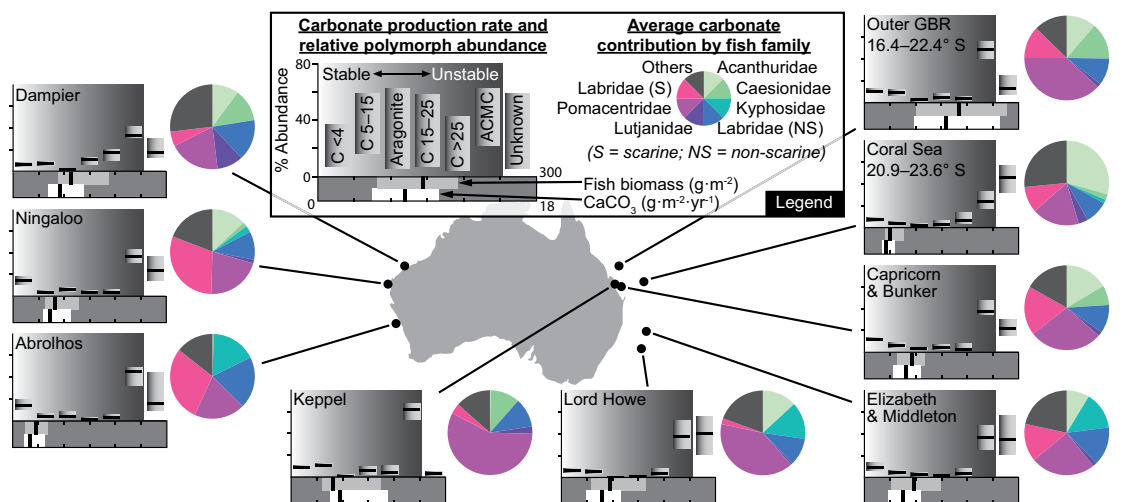 Carbonate production rate and
relative polymorph abundance
Average carbonate
contribution by fish family
80
40
0
0
% Abundance
Stable
Unstable
C <4
C 5–15
Aragonite
C 15–25
C >25
ACMC
Unknown
300
18
Others
Acanthuridae
Labridae (S)
Caesionidae
Pomacentridae
Kyphosidae
Lutjanidae
Labridae (NS)
(S = scarine; NS = non-scarine)
Fish biomass (g·m-2)
CaCO3 (g·m-2·yr-1)
Legend
Dampier
Ningaloo
Abrolhos
Keppel
Lord Howe
Outer GBR
16.4–22.4° S
Coral Sea
20.9–23.6° S
Capricorn
& Bunker
Elizabeth
& Middleton